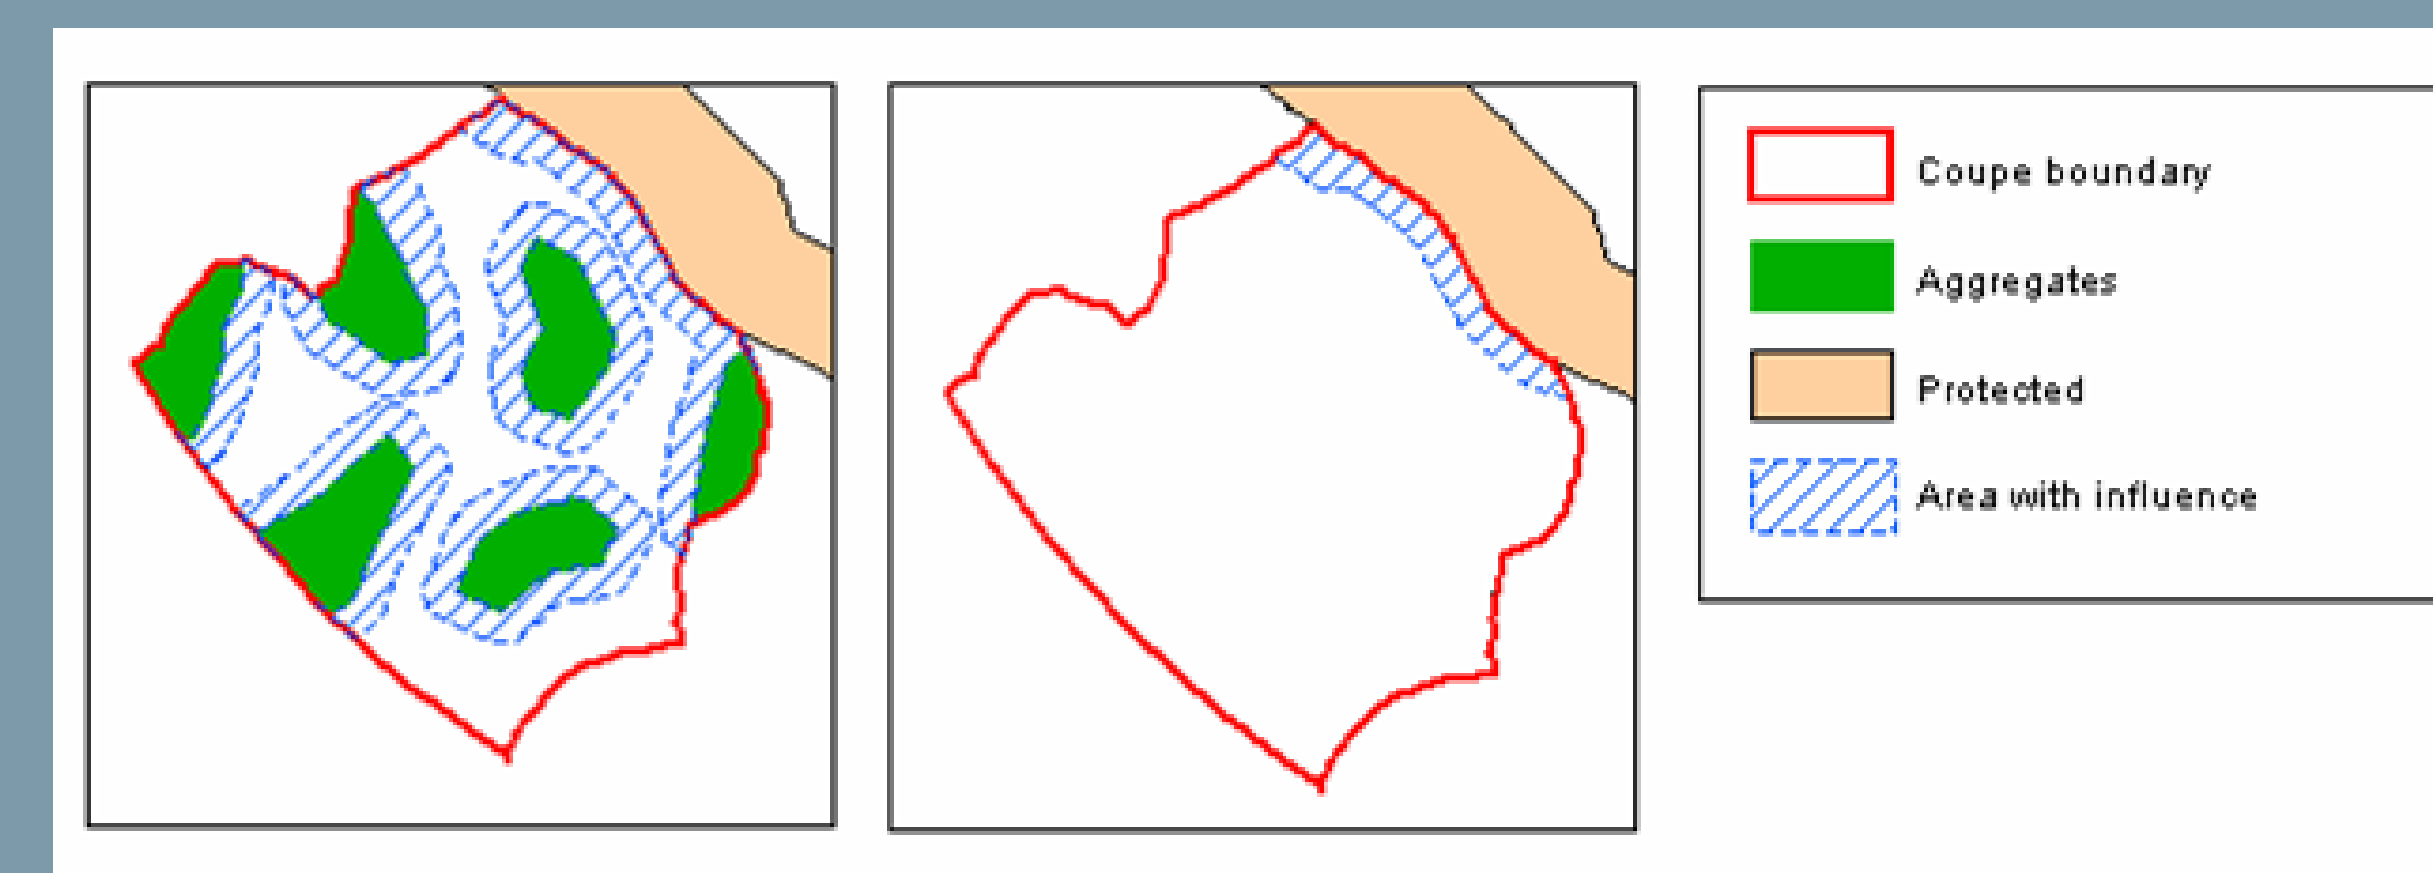 Coupe boundary
Aggregates
Protected
Area with influence